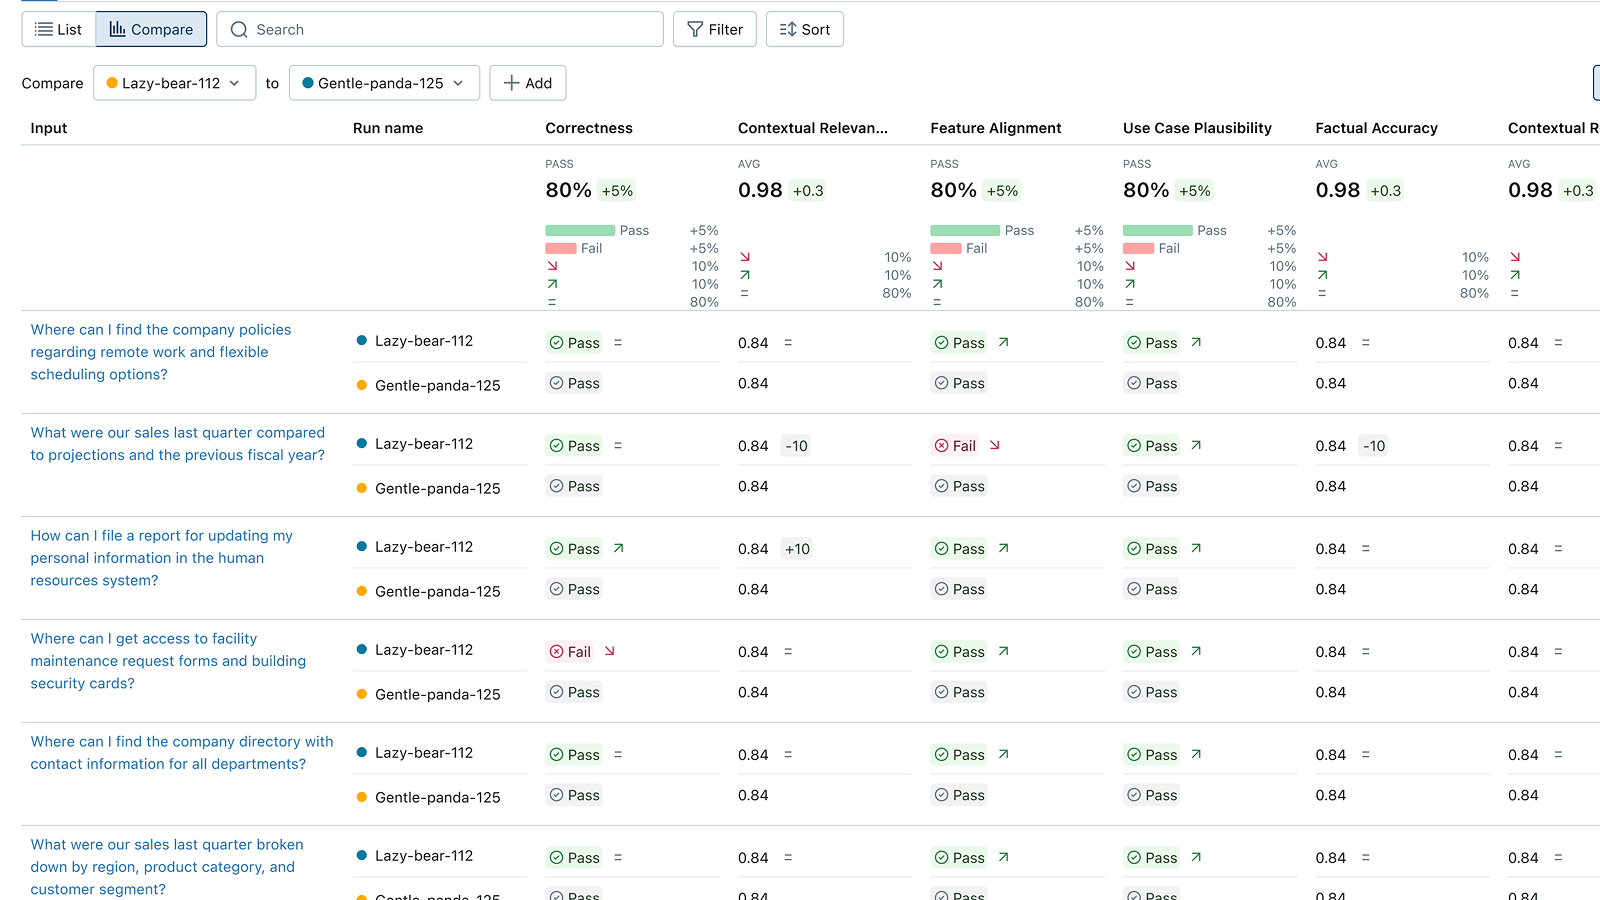 List Compare Search Filter Sort
Compare Lazy-bear-112 to Gentle-panda-125 Add
Input Run name Correctness Contextual Relevan... Feature Alignment Use Case Plausibility Factual Accuracy Contextual R
PASS AVG PASS PASS AVG AVG
80% +5% 0.98 +0.3 80% +5% 80% +5% 0.98 +0.3 0.98 +0.3
Pass +5% Pass +5% Pass +5%
Fail +5% Fail +5% Fail +5%
10% 10% 10% 10% 10%
10% 10% 10% 10% 10%
= 80% = 80% = 80% = 80% = 80% =
Where can I find the company policies
regarding remote work and flexible
scheduling options?
Lazy-bear-112 Pass = 0.84 = Pass Pass 0.84 = 0.84 =
Gentle-panda-125 Pass 0.84 Pass Pass 0.84 0.84
What were our sales last quarter compared
to projections and the previous fiscal year?
Lazy-bear-112 Pass = 0.84 -10 Fail Pass 0.84 -10 0.84 =
Gentle-panda-125 Pass 0.84 Pass Pass 0.84 0.84
How can I file a report for updating my
personal information in the human
resources system?
Lazy-bear-112 Pass 0.84 +10 Pass Pass 0.84 = 0.84 =
Gentle-panda-125 Pass 0.84 Pass Pass 0.84 0.84
Where can I get access to facility
maintenance request forms and building
security cards?
Lazy-bear-112 Fail 0.84 = Pass Pass 0.84 = 0.84 =
Gentle-panda-125 Pass 0.84 Pass Pass 0.84 0.84
Where can I find the company directory with
contact information for all departments?
Lazy-bear-112 Pass = 0.84 = Pass Pass 0.84 = 0.84 =
Gentle-panda-125 Pass 0.84 Pass Pass 0.84 0.84
What were our sales last quarter broken
down by region, product category, and
customer segment?
Lazy-bear-112 Pass = 0.84 = Pass Pass 0.84 = 0.84 =
Gentle-panda-125 Pass 0.84 Pass Pass 0.84 0.84